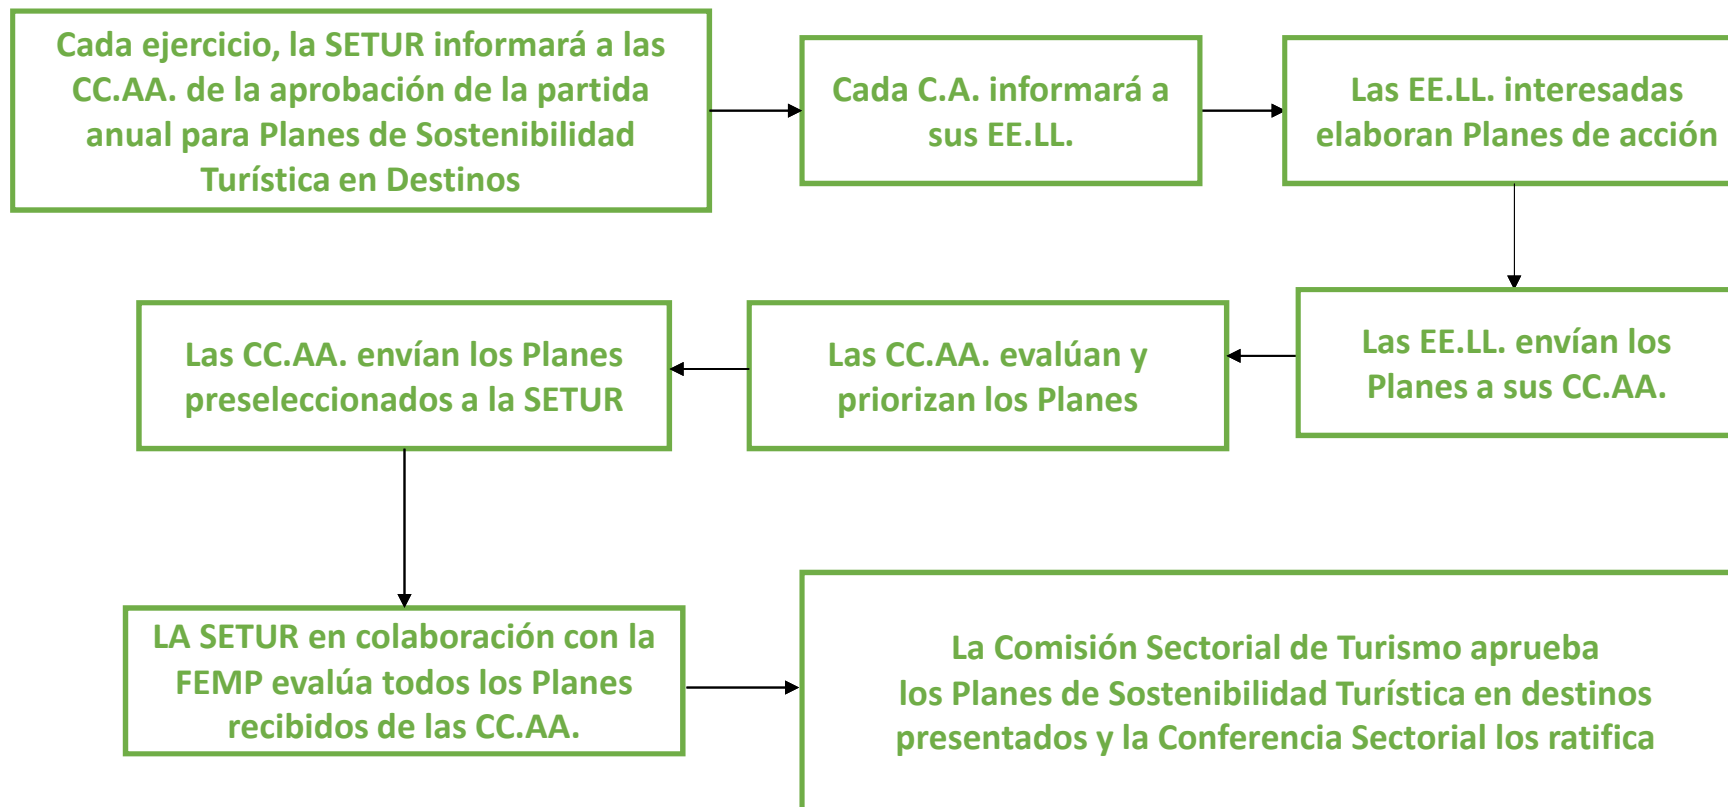 Cada ejercicio, la SETUR informará a las
CC.AA. de la aprobación de la partida
anual para Planes de Sostenibilidad
Turística en Destinos
Cada C.A. informará a
sus EE.LL.
Las EE.LL. interesadas
elaboran Planes de acción
Las EE.LL. envían los
Planes a sus CC.AA.
Las CC.AA. evalúan y
priorizan los Planes
Las CC.AA. envían los Planes
preseleccionados a la SETUR
LA SETUR en colaboración con la
FEMP evalúa todos los Planes
recibidos de las CC.AA.
La Comisión Sectorial de Turismo aprueba
los Planes de Sostenibilidad Turística en destinos
presentados y la Conferencia Sectorial los ratifica